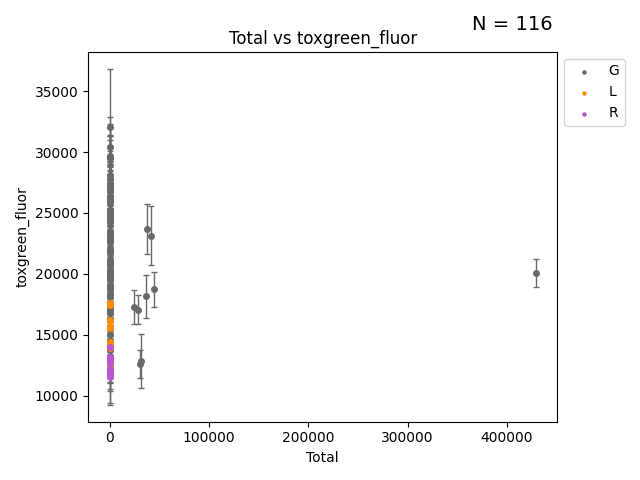 N = 116
Total vs toxgreen_fluor
G
L
R
35000
30000
25000
20000
15000
10000
toxgreen_fluor
0 100000 200000 300000 400000
Total